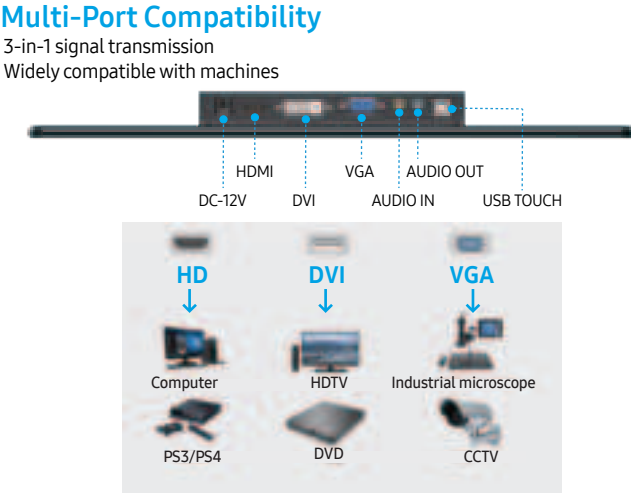 Multi-Port Compatibility
3-in-1 signal transmission
Widely compatible with machines
HDMI VGA AUDIO OUT
DC-12V DVI AUDIO IN USB TOUCH
HD DVI VGA
Computer HDTV Industrial microscope
PS3/PS4 DVD CCTV